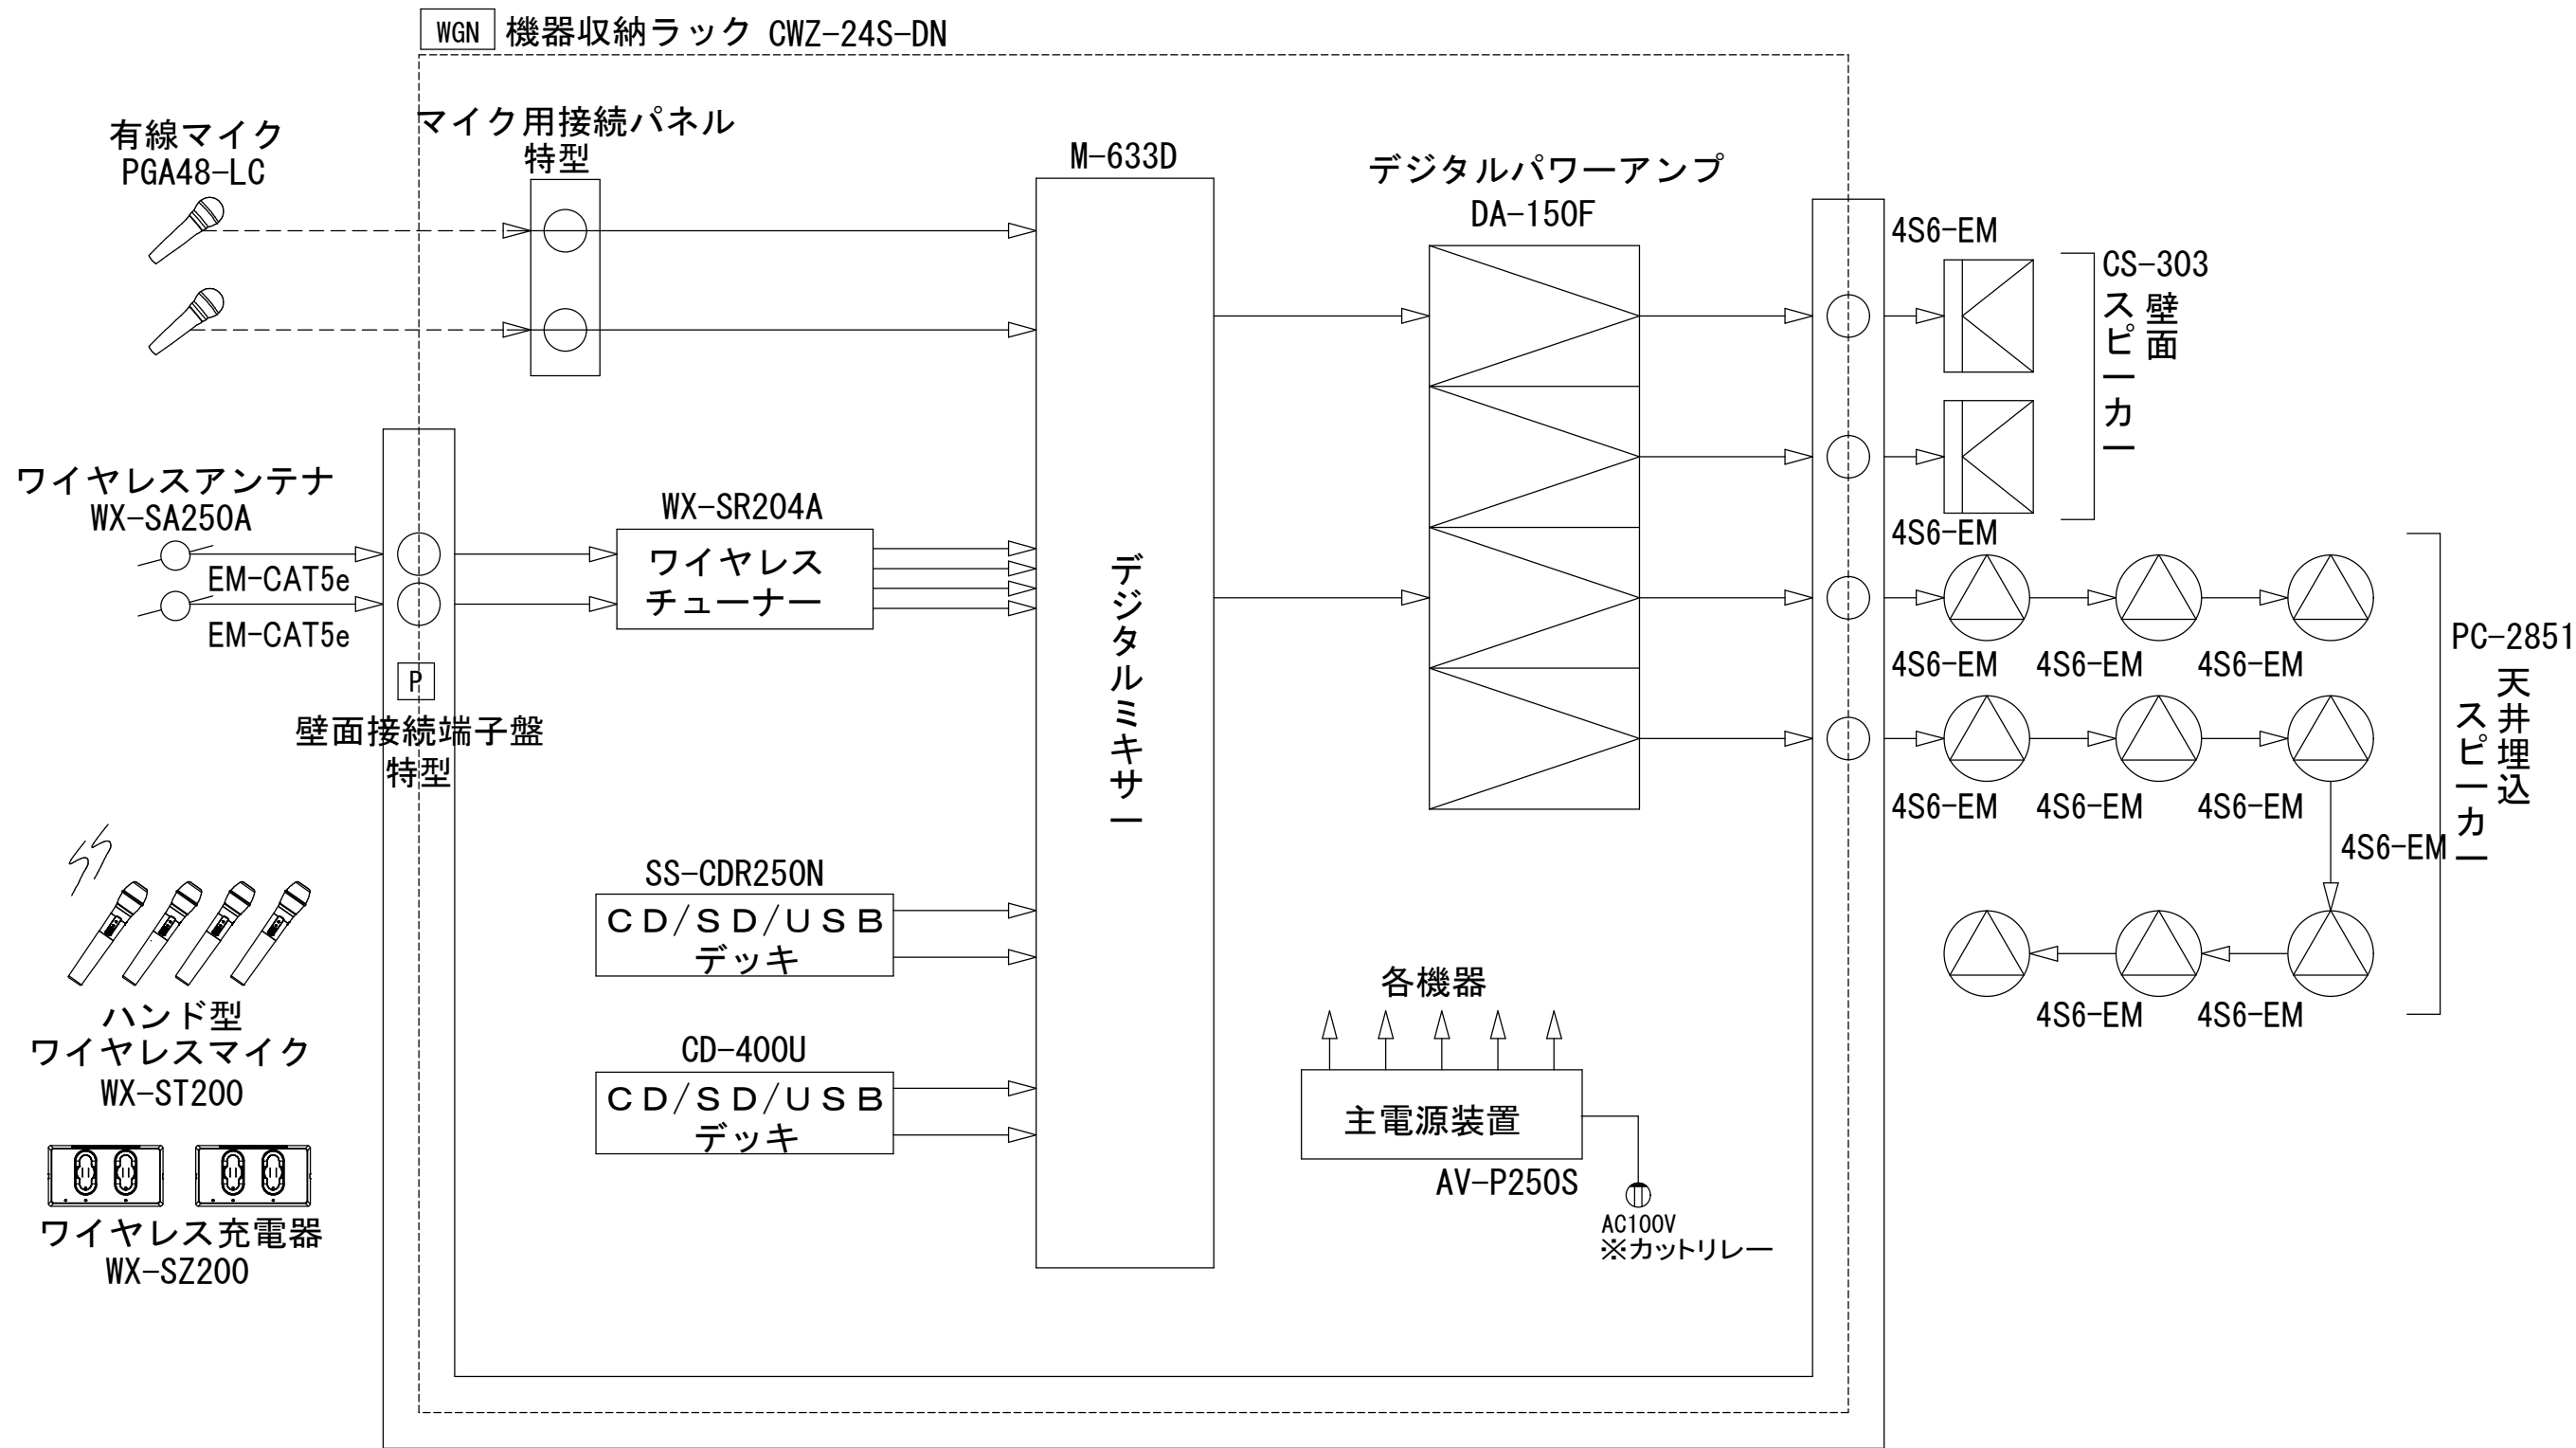 WGN 機器収納ラック CWZ-24S-DN
有線マイク
PGA48-LC
マイク用接続パネル
特型
M-633D
デジタルミキサー
デジタルパワーアンプ
DA-150F
4S6-EM
CS-303
壁面
スピーカー
4S6-EM
ワイヤレスアンテナ
WX-SA250A
EM-CAT5e
EM-CAT5e
WX-SR204A
ワイヤレス
チューナー
P
壁面接続端子盤
特型
4S6-EM 4S6-EM 4S6-EM
PC-2851
天井埋込
スピーカー
4S6-EM 4S6-EM 4S6-EM
4S6-EM
4S6-EM 4S6-EM
SS-CDR250N
CD/SD/USB
デッキ
CD-400U
CD/SD/USB
デッキ
各機器
主電源装置
AV-P250S
AC100V
※カットリレー
ハンド型
ワイヤレスマイク
WX-ST200
ワイヤレス充電器
WX-SZ200